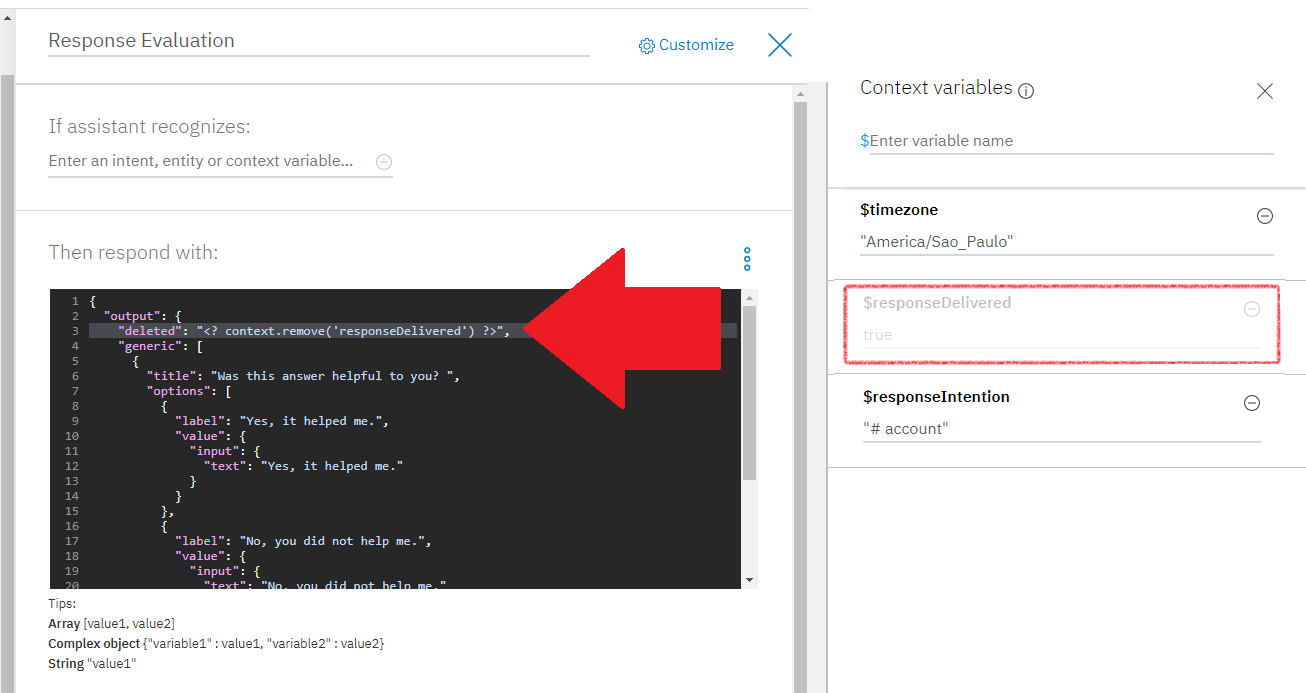 Response Evaluation
Customize
If assistant recognizes:
Enter an intent, entity or context variable...
Then respond with:
1 {
2 "output": {
3 "deleted": "<? context.remove('responseDelivered') ?>",
4 "generic": [
5 {
6 "title": "Was this answer helpful to you? ",
7 "options": [
8 {
9 "label": "Yes, it helped me.",
10 "value": {
11 "input": {
12 "text": "Yes, it helped me."
13 }
14 }
15 },
16 {
17 "label": "No, you did not help me.",
18 "value": {
19 "input": {
20 "text": "No, you did not help me."
Tips:
Array [value1, value2]
Complex object {"variable1" : value1, "variable2" : value2}
String "value1"
Context variables
$Enter variable name
$timezone
"America/Sao_Paulo"
$responseDelivered
true
$responseIntention
"# account"